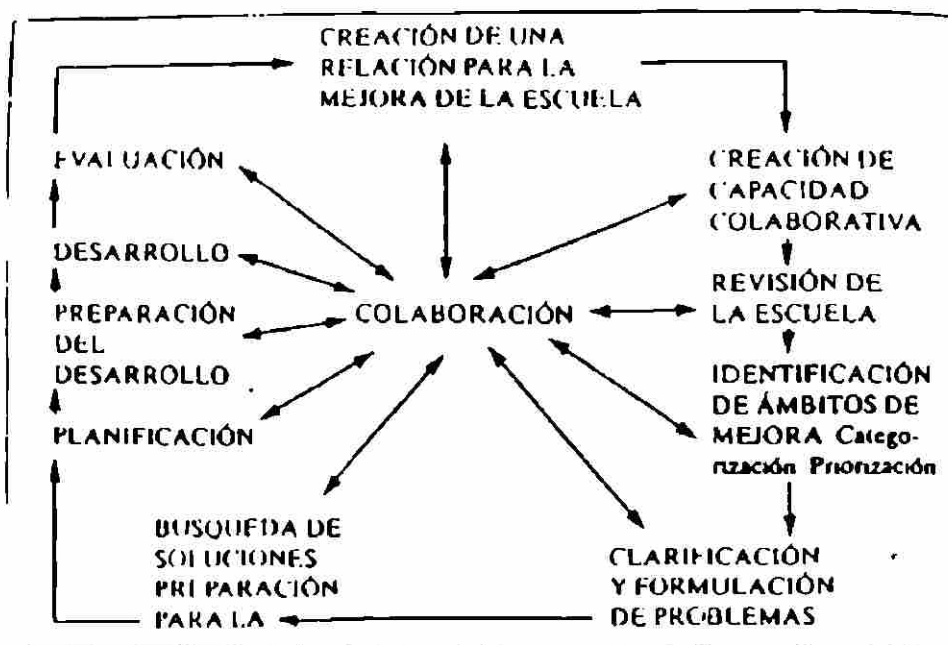 CREACIÓN DE UNA
RELACIÓN PARA LA
MEJORA DE LA ESCUELA
CREACIÓN DE
CAPACIDAD
COLABORATIVA
REVISIÓN DE
LA ESCUELA
IDENTIFICACIÓN
DE ÁMBITOS DE
MEJORA Catego-
rización Priorización
CLARIFICACIÓN
Y FORMULACIÓN
DE PROBLEMAS
BUSQUEDA DE
SOLUCIONES
PREPARACIÓN
PARA LA
PLANIFICACIÓN
PREPARACIÓN
DEL
DESARROLLO
DESARROLLO
EVALUACIÓN
COLABORACIÓN